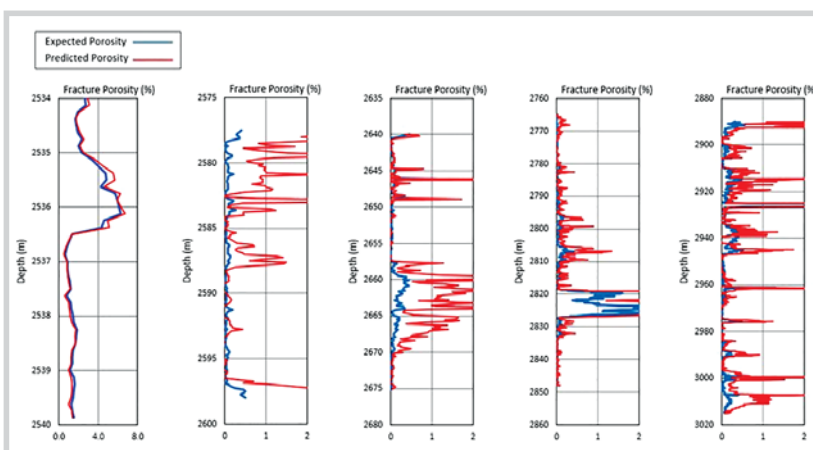 Expected Porosity
Predicted Porosity
Fracture Porosity (%)
Depth (m)
2534
2535
2536
2537
2538
2539
2540
0.0 4.0 8.0
Fracture Porosity (%)
Depth (m)
2575
2580
2585
2590
2595
2600
0 1 2
Fracture Porosity (%)
Depth (m)
2635
2640
2645
2650
2655
2660
2665
2670
2675
2680
0 1 2
Fracture Porosity (%)
Depth (m)
2760
2770
2780
2790
2800
2810
2820
2830
2840
2850
2860
0 1 2
Fracture Porosity (%)
Depth (m)
2880
2900
2920
2940
2960
2980
3000
3020
0 1 2